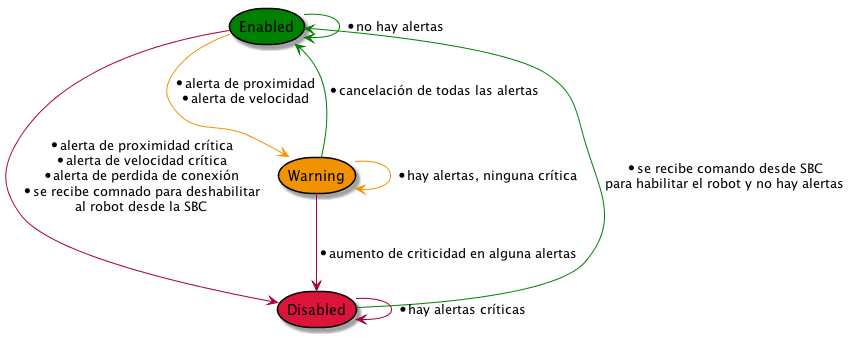 Enabled
• no hay alertas
• alerta de proximidad
• alerta de velocidad
• cancelación de todas las alertas
• alerta de proximidad crítica
• alerta de velocidad crítica
• alerta de perdida de conexión
• se recibe comnado para deshabilitar
al robot desde la SBC
• se recibe comando desde SBC
para habilitar el robot y no hay alertas
Warning
• hay alertas, ninguna crítica
• aumento de criticidad en alguna alertas
Disabled
• hay alertas críticas